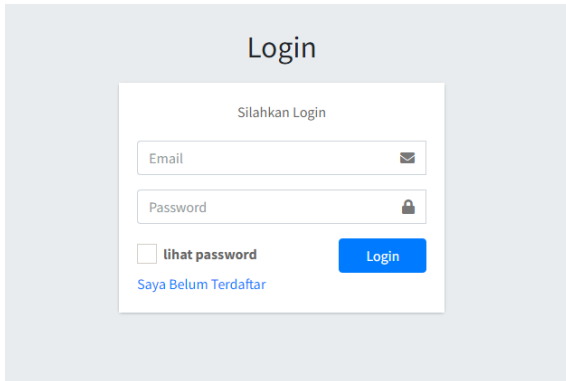 Login
Silahkan Login
Email
Password
lihat password
Login
Saya Belum Terdaftar